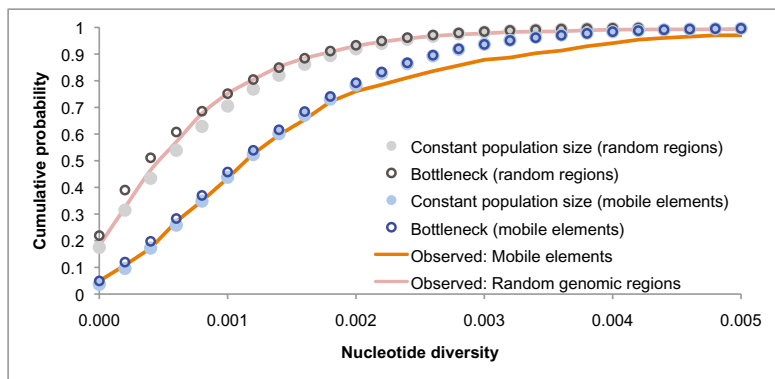 Cumulative probability
1
0.9
0.8
0.7
0.6
0.5
0.4
0.3
0.2
0.1
0
Constant population size (random regions)
Bottleneck (random regions)
Constant population size (mobile elements)
Bottleneck (mobile elements)
Observed: Mobile elements
Observed: Random genomic regions
0.000 0.001 0.002 0.003 0.004 0.005
Nucleotide diversity